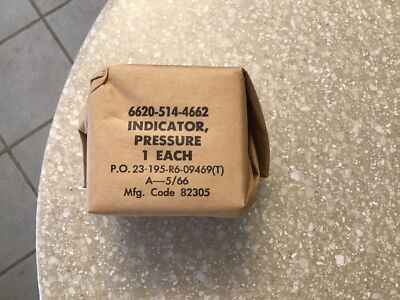 6620-514-4662
INDICATOR,
PRESSURE
1 EACH
P.O. 23-195-R6-09469(T)
A—5/66
Mfg. Code 82305